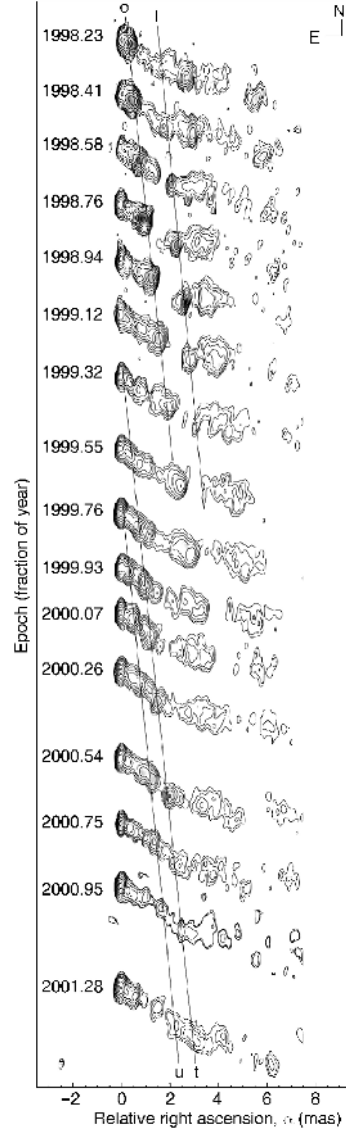 o l N
E
1998.23
1998.41
1998.58
1998.76
1998.94
1999.12
1999.32
1999.55
1999.76
1999.93
2000.07
2000.26
2000.54
2000.75
2000.95
2001.28
Epoch (fraction of year)
u t
−2 0 2 4 6 8
Relative right ascension, α (mas)